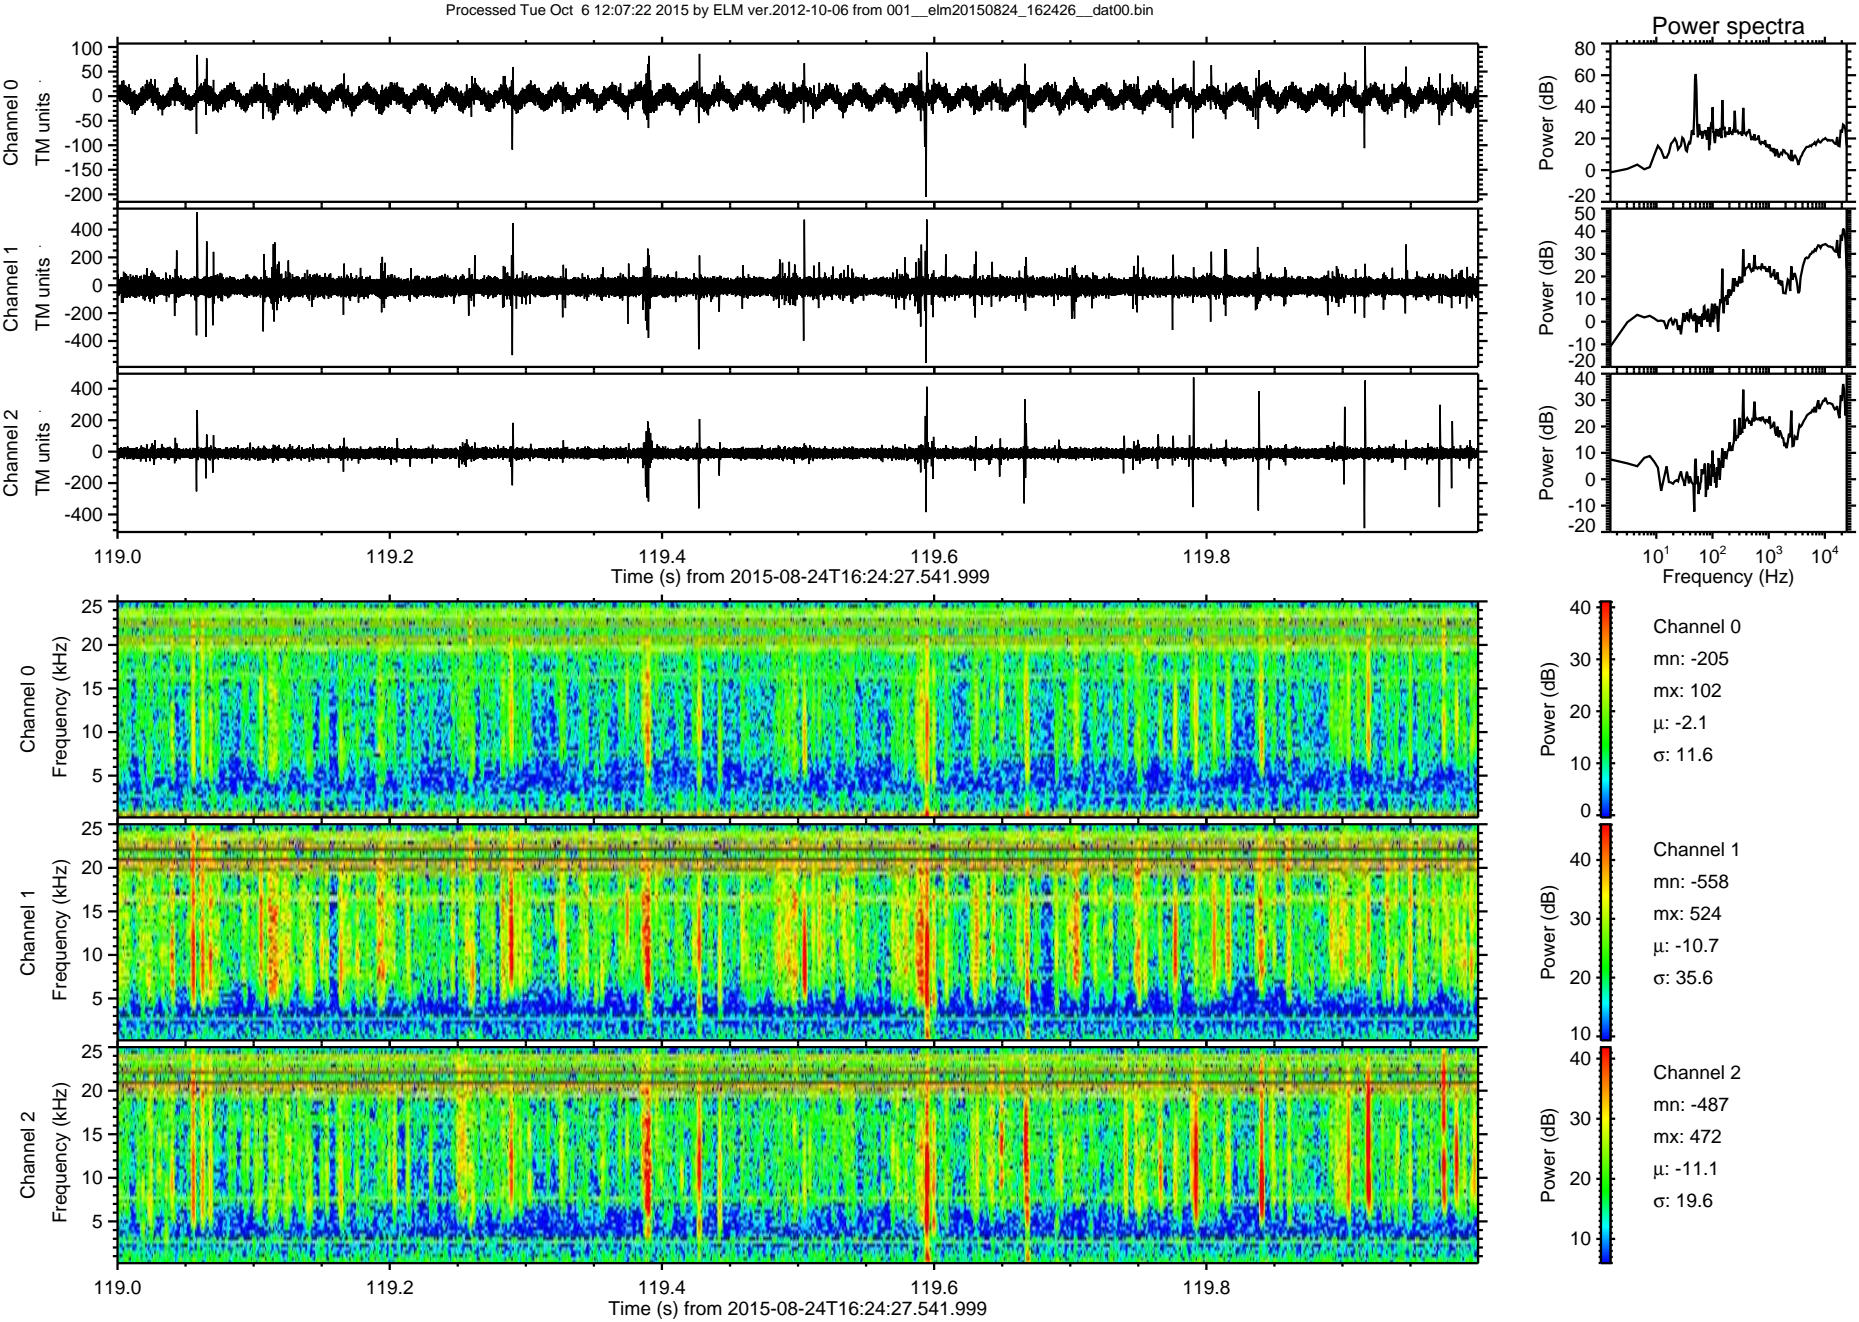 Processed Tue Oct  6 12:07:22 2015 by ELM ver.2012-10-06 from 001__elm20150824_162426__dat00.bin
Power spectra
Channel 0
TM units
100
50
0
-50
-100
-150
-200
Power (dB)
80
60
40
20
0
-20
Channel 1
TM units
400
200
0
-200
-400
Power (dB)
50
40
30
20
10
0
-10
-20
Channel 2
TM units
400
200
0
-200
-400
Power (dB)
40
30
20
10
0
-10
-20
119.0
119.2
119.4
119.6
119.8
Time (s) from 2015-08-24T16:24:27.541.999
10¹
10²
10³
10⁴
Frequency (Hz)
Channel 0
Frequency (kHz)
25
20
15
10
5
Power (dB)
40
30
20
10
0
Channel 0
mn: -205
mx: 102
μ: -2.1
σ: 11.6
Channel 1
Frequency (kHz)
25
20
15
10
5
Power (dB)
40
30
20
10
Channel 1
mn: -558
mx: 524
μ: -10.7
σ: 35.6
Channel 2
Frequency (kHz)
25
20
15
10
5
Power (dB)
40
30
20
10
Channel 2
mn: -487
mx: 472
μ: -11.1
σ: 19.6
119.0
119.2
119.4
119.6
119.8
Time (s) from 2015-08-24T16:24:27.541.999